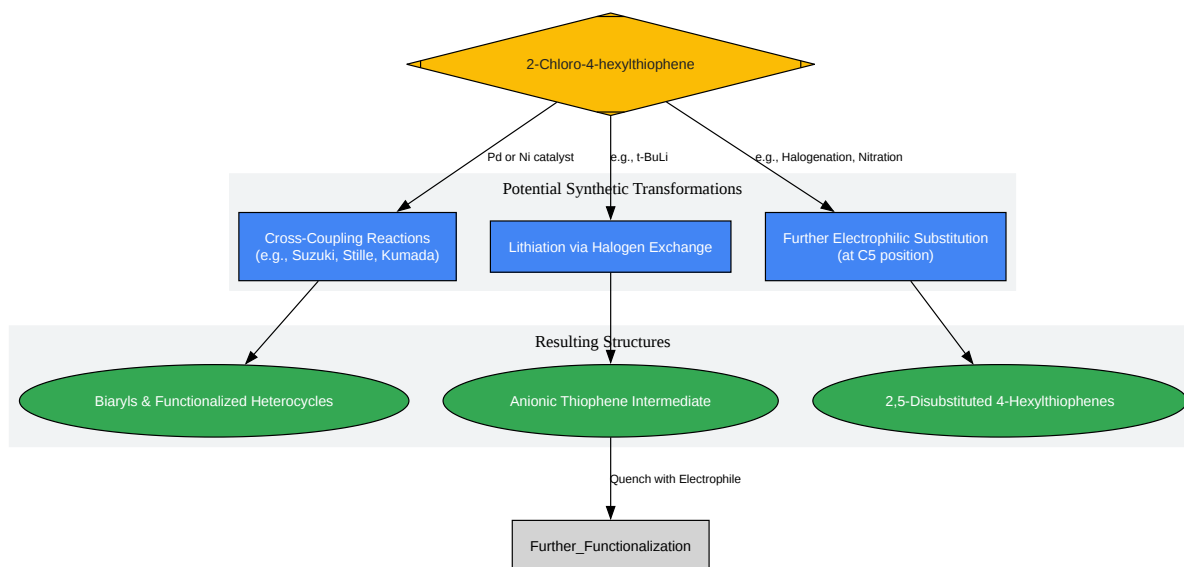 2-Chloro-4-hexylthiophene
Pd or Ni catalyst
e.g., t-BuLi
e.g., Halogenation, Nitration
Potential Synthetic Transformations
Cross-Coupling Reactions
(e.g., Suzuki, Stille, Kumada)
Lithiation via Halogen Exchange
Further Electrophilic Substitution
(at C5 position)
Resulting Structures
Biaryls & Functionalized Heterocycles
Anionic Thiophene Intermediate
2,5-Disubstituted 4-Hexylthiophenes
Quench with Electrophile
Further_Functionalization